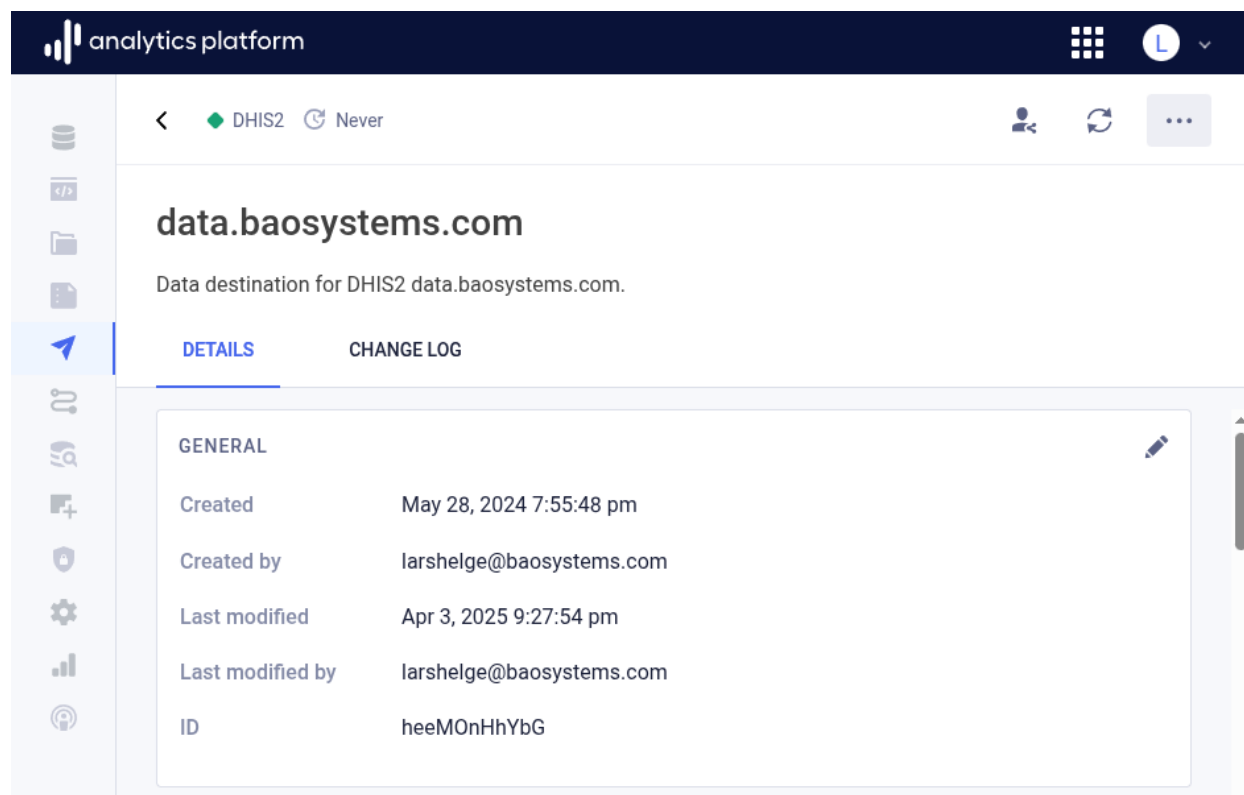 analytics platform
L
DHIS2 Never
data.baosystems.com
Data destination for DHIS2 data.baosystems.com.
DETAILS CHANGE LOG
GENERAL
Created May 28, 2024 7:55:48 pm
Created by larshelge@baosystems.com
Last modified Apr 3, 2025 9:27:54 pm
Last modified by larshelge@baosystems.com
ID heeMOnHhYbG